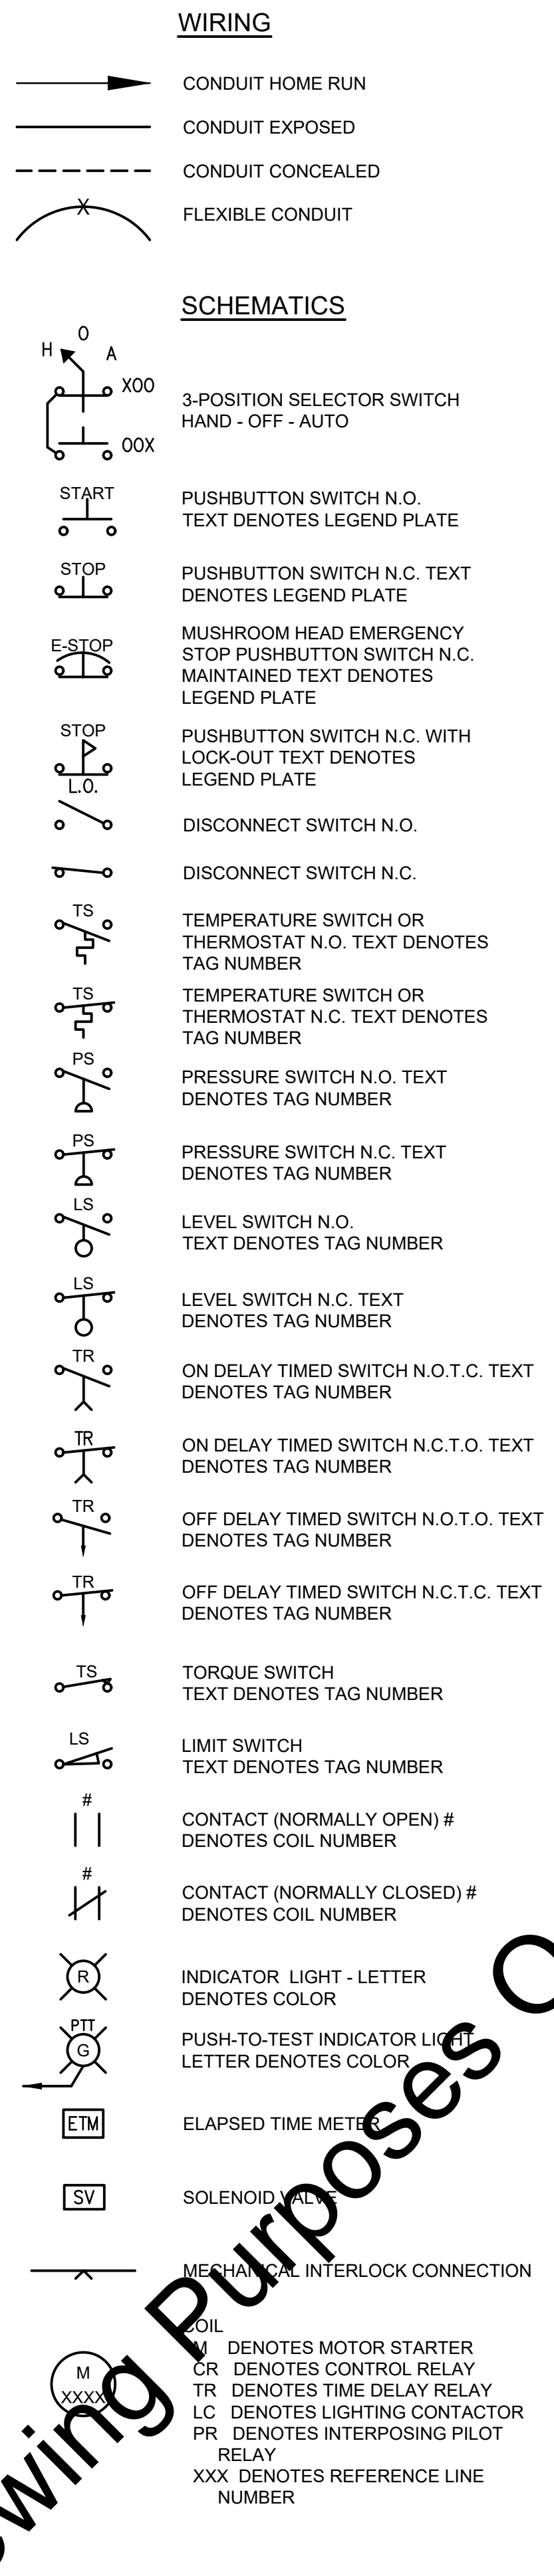 WIRING
CONDUIT HOME RUN
CONDUIT EXPOSED
CONDUIT CONCEALED
X
FLEXIBLE CONDUIT
SCHEMATICS
H O A
XOO
OOX
3-POSITION SELECTOR SWITCH
HAND - OFF - AUTO
START
PUSHBUTTON SWITCH N.O.
TEXT DENOTES LEGEND PLATE
STOP
PUSHBUTTON SWITCH N.C. TEXT
DENOTES LEGEND PLATE
E-STOP
MUSHROOM HEAD EMERGENCY
STOP PUSHBUTTON SWITCH N.C.
MAINTAINED TEXT DENOTES
LEGEND PLATE
STOP
L.O.
PUSHBUTTON SWITCH N.C. WITH
LOCK-OUT TEXT DENOTES
LEGEND PLATE
DISCONNECT SWITCH N.O.
DISCONNECT SWITCH N.C.
TS
TEMPERATURE SWITCH OR
THERMOSTAT N.O. TEXT DENOTES
TAG NUMBER
TS
TEMPERATURE SWITCH OR
THERMOSTAT N.C. TEXT DENOTES
TAG NUMBER
PS
PRESSURE SWITCH N.O. TEXT
DENOTES TAG NUMBER
PS
PRESSURE SWITCH N.C. TEXT
DENOTES TAG NUMBER
LS
LEVEL SWITCH N.O.
TEXT DENOTES TAG NUMBER
LS
LEVEL SWITCH N.C. TEXT
DENOTES TAG NUMBER
TR
ON DELAY TIMED SWITCH N.O.T.C. TEXT
DENOTES TAG NUMBER
TR
ON DELAY TIMED SWITCH N.C.T.O. TEXT
DENOTES TAG NUMBER
TR
OFF DELAY TIMED SWITCH N.O.T.O. TEXT
DENOTES TAG NUMBER
TR
OFF DELAY TIMED SWITCH N.C.T.C. TEXT
DENOTES TAG NUMBER
TS
TORQUE SWITCH
TEXT DENOTES TAG NUMBER
LS
LIMIT SWITCH
TEXT DENOTES TAG NUMBER
#
CONTACT (NORMALLY OPEN) #
DENOTES COIL NUMBER
#
CONTACT (NORMALLY CLOSED) #
DENOTES COIL NUMBER
R
INDICATOR LIGHT - LETTER
DENOTES COLOR
PTT
G
PUSH-TO-TEST INDICATOR LIGHT
LETTER DENOTES COLOR
ETM
ELAPSED TIME METER
SV
SOLENOID VALVE
MECHANICAL INTERLOCK CONNECTION
M
XXXX
COIL
M DENOTES MOTOR STARTER
CR DENOTES CONTROL RELAY
TR DENOTES TIME DELAY RELAY
LC DENOTES LIGHTING CONTACTOR
PR DENOTES INTERPOSING PILOT
RELAY
XXX DENOTES REFERENCE LINE
NUMBER
wing Purposes O